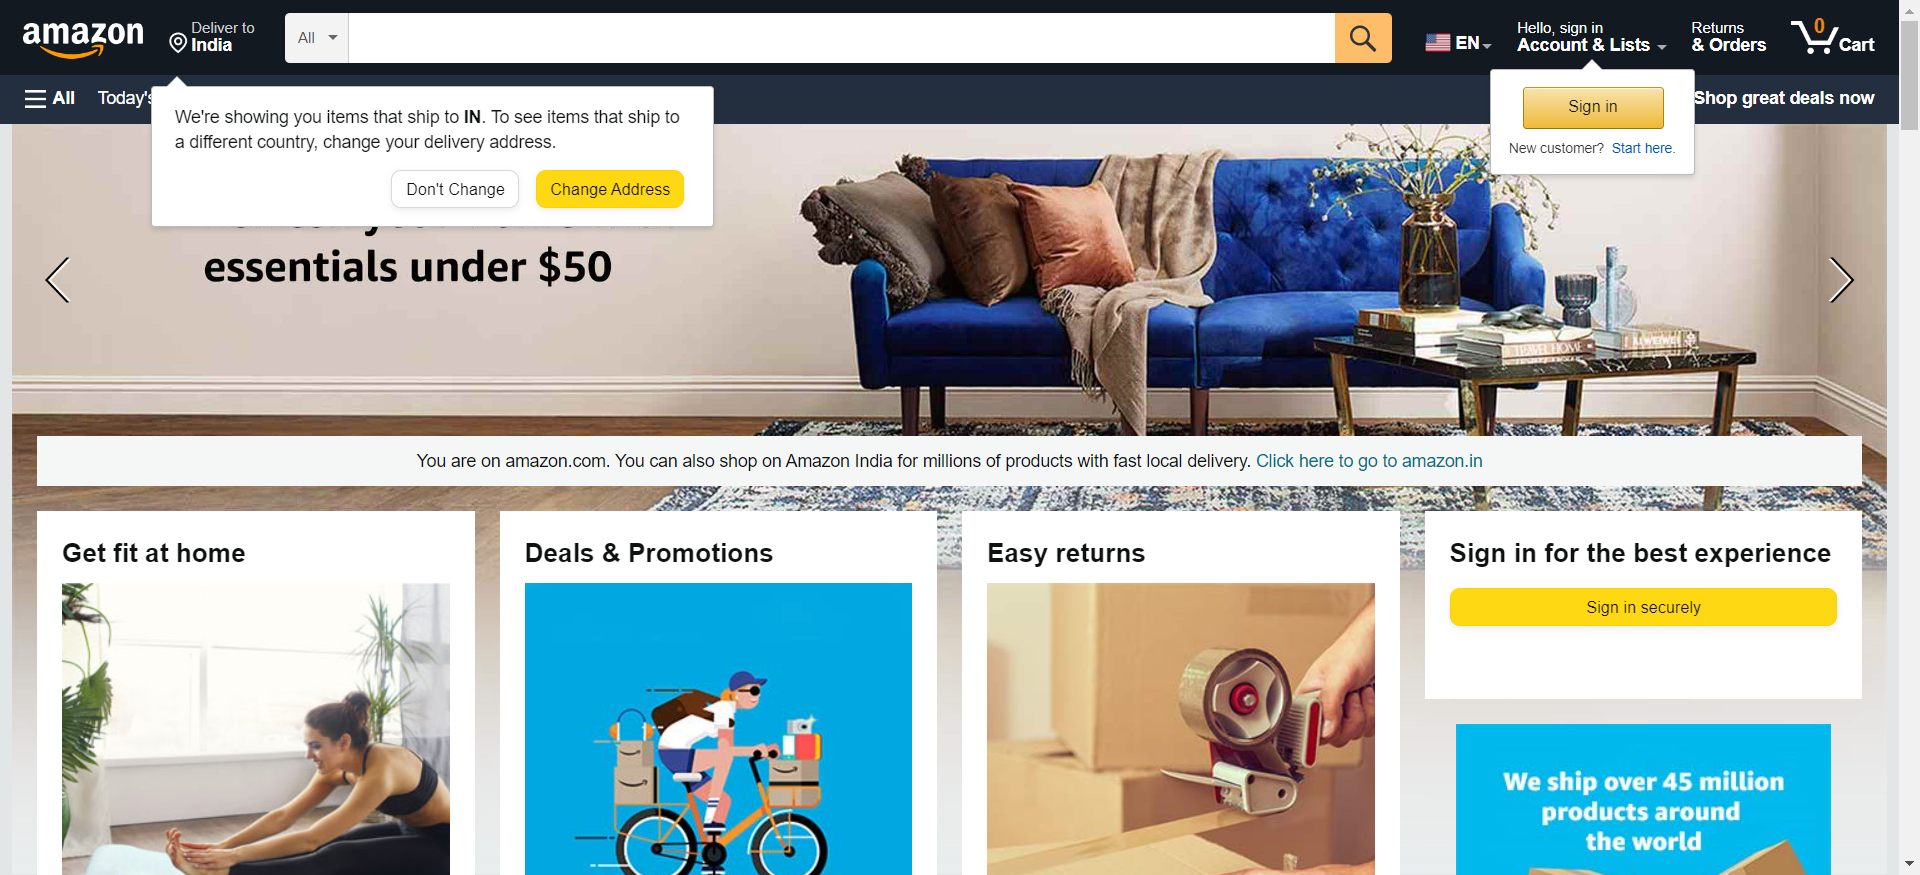 amazon
Deliver to
India
All
EN
Hello, sign in
Account & Lists
Returns
& Orders
0
Cart
All
Today's
Shop great deals now
We're showing you items that ship to IN. To see items that ship to
a different country, change your delivery address.
Don't Change
Change Address
Sign in
New customer? Start here.
essentials under $50
TRAVEL HOME
AI WEIWEI
You are on amazon.com. You can also shop on Amazon India for millions of products with fast local delivery. Click here to go to amazon.in
Get fit at home
Deals & Promotions
Easy returns
Sign in for the best experience
Sign in securely
We ship over 45 million
products around
the world